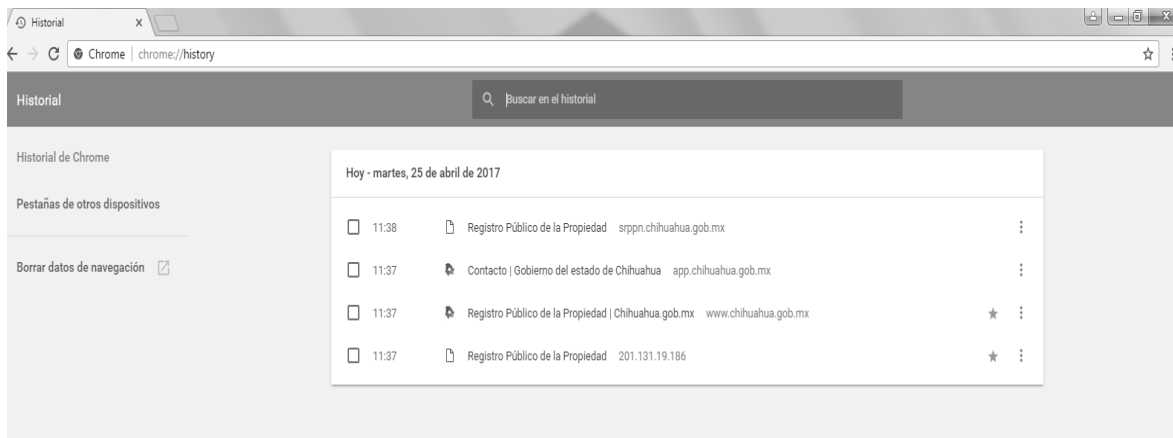 Historial
Chrome | chrome://history
Historial
Buscar en el historial
Historial de Chrome
Pestañas de otros dispositivos
Borrar datos de navegación
Hoy - martes, 25 de abril de 2017
11:38 Registro Público de la Propiedad srppn.chihuahua.gob.mx
11:37 Contacto | Gobierno del estado de Chihuahua app.chihuahua.gob.mx
11:37 Registro Público de la Propiedad | Chihuahua.gob.mx www.chihuahua.gob.mx
11:37 Registro Público de la Propiedad 201.131.19.186